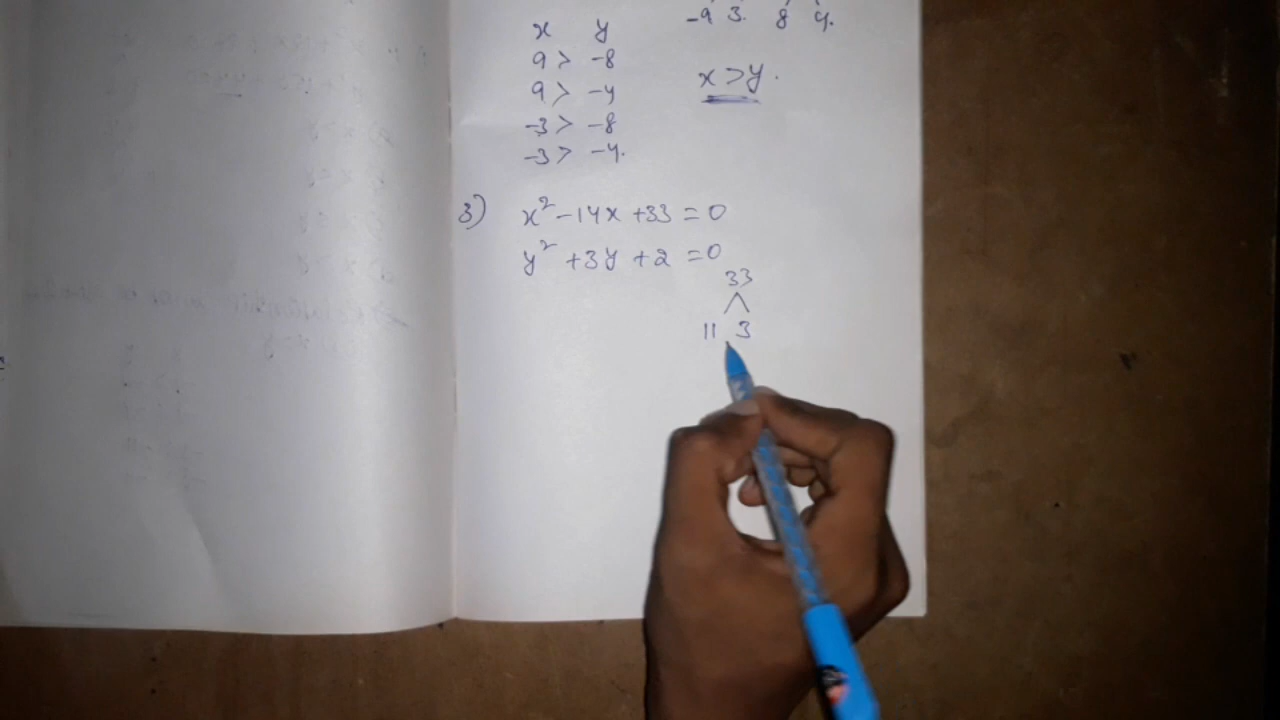 -9 3. 8 4.
x y
9 > -8
9 > -4
-3 > -8
-3 > -4.
x > y.
3) x² - 14x + 33 = 0
y² + 3y + 2 = 0
33
11 3